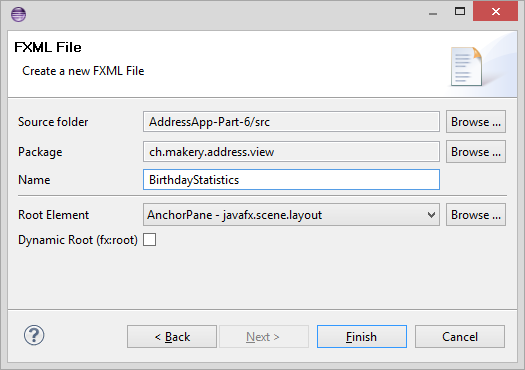 FXML File
Create a new FXML File
Source folder AddressApp-Part-6/src Browse ...
Package ch.makery.address.view Browse ...
Name BirthdayStatistics
Root Element AnchorPane - javafx.scene.layout Browse ...
Dynamic Root (fx:root)
? < Back Next > Finish Cancel